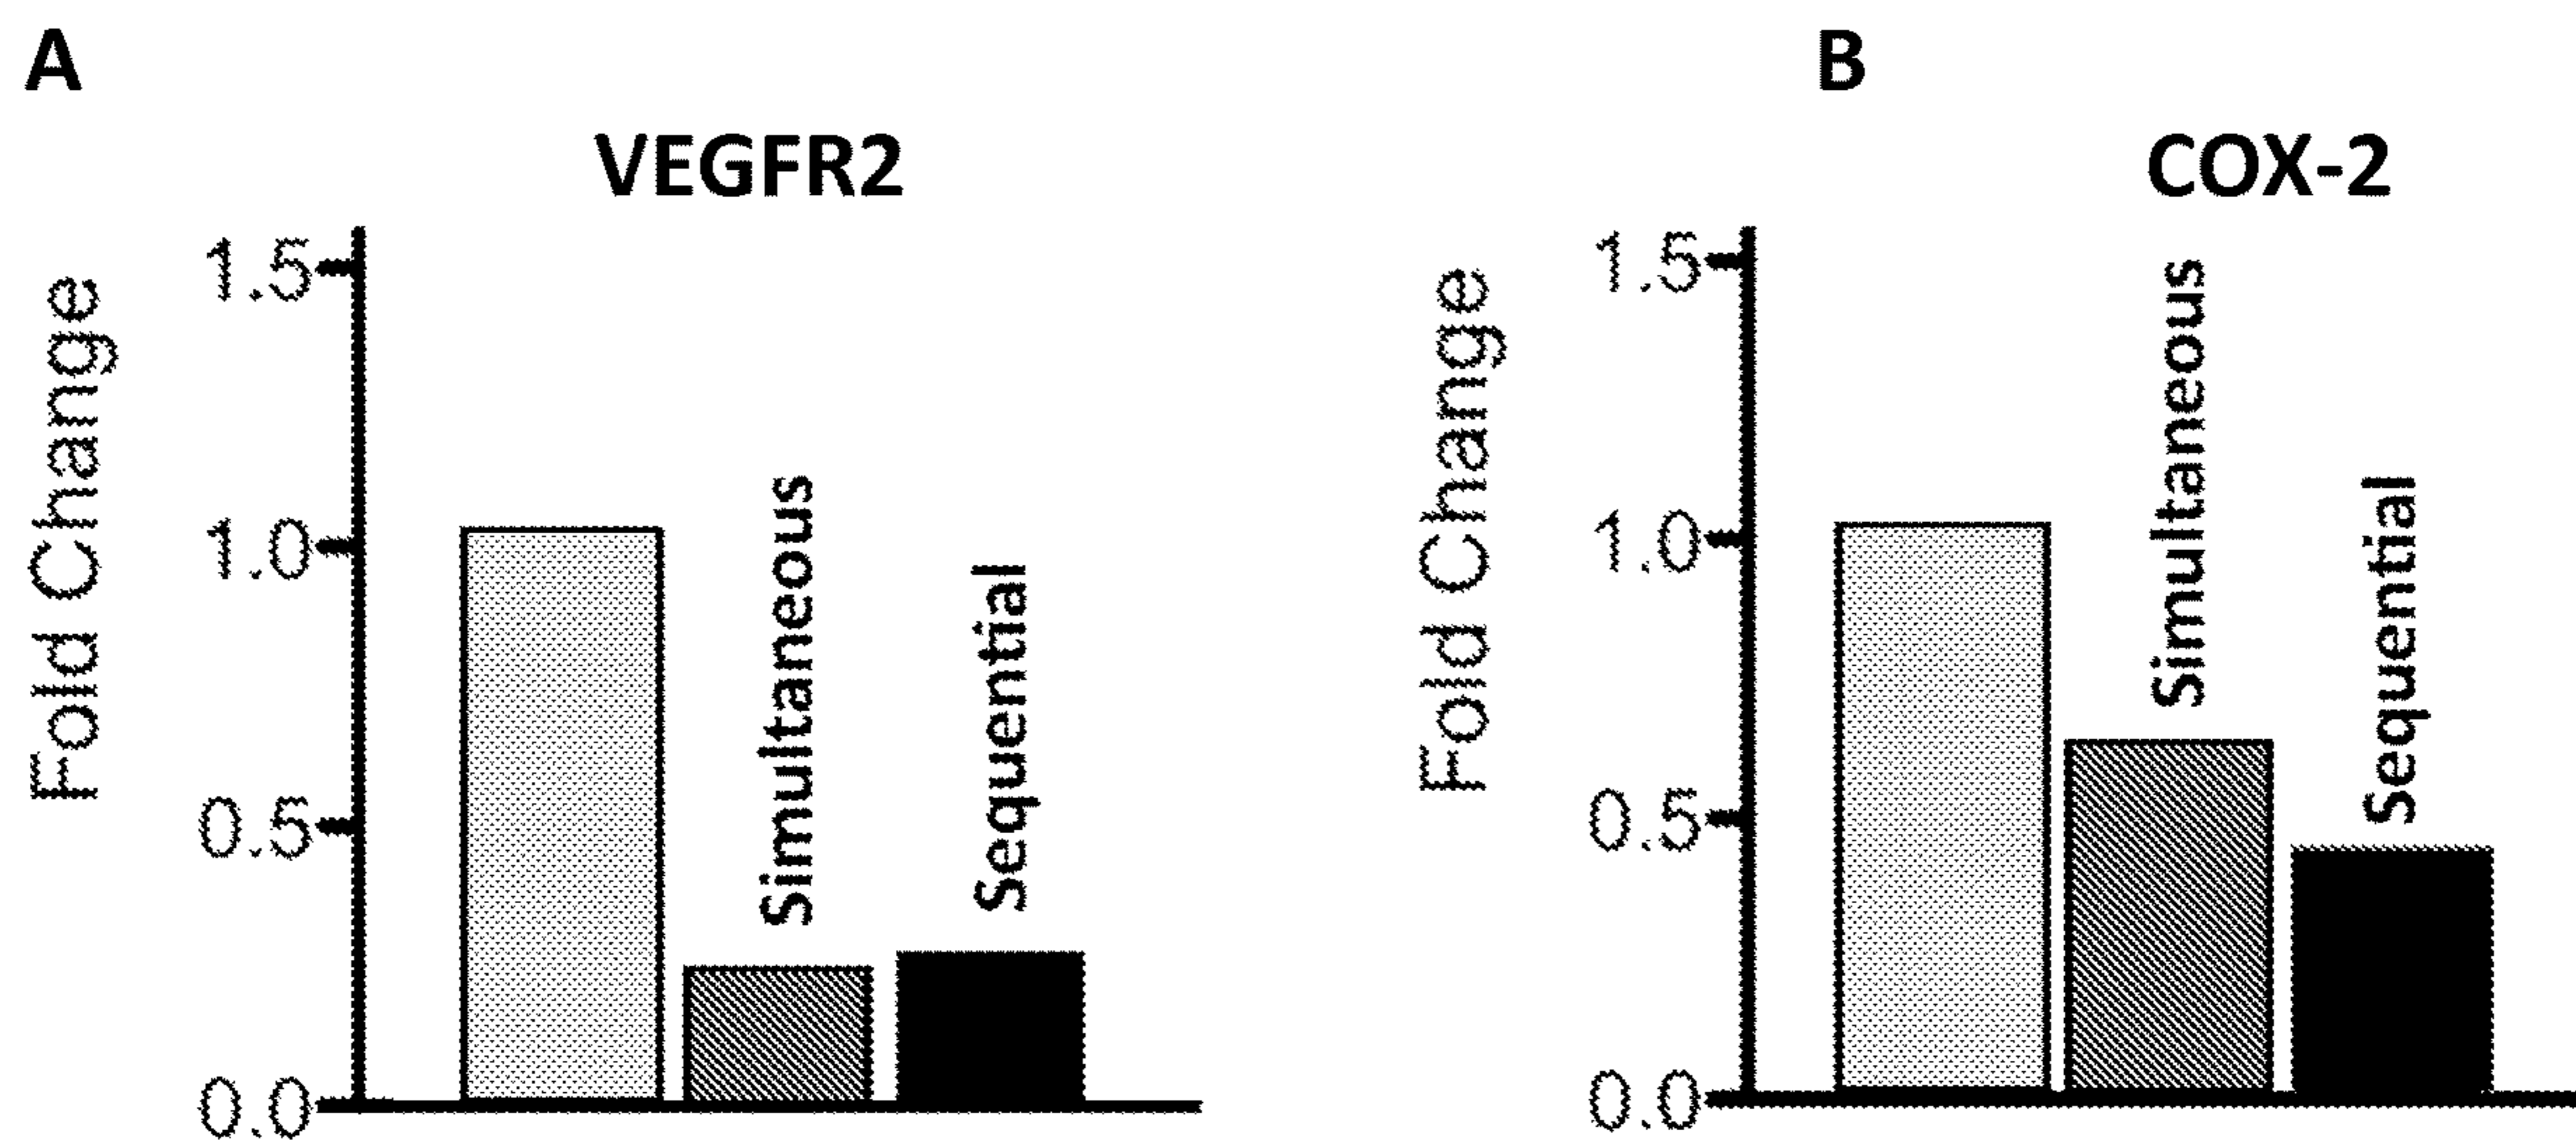 A
VEGFR2
Fold Change
1.5
1.0
0.5
0.0
Simultaneous
Sequential
B
COX-2
Fold Change
1.5
1.0
0.5
0.0
Simultaneous
Sequential